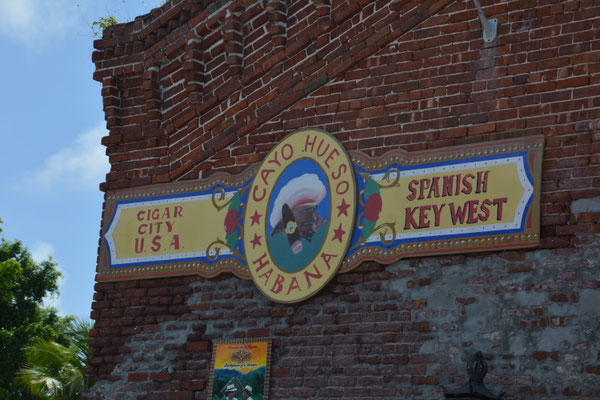 CIGAR
CITY
U.S.A.
CAYO HUESO
HABANA
SPANISH
KEY WEST